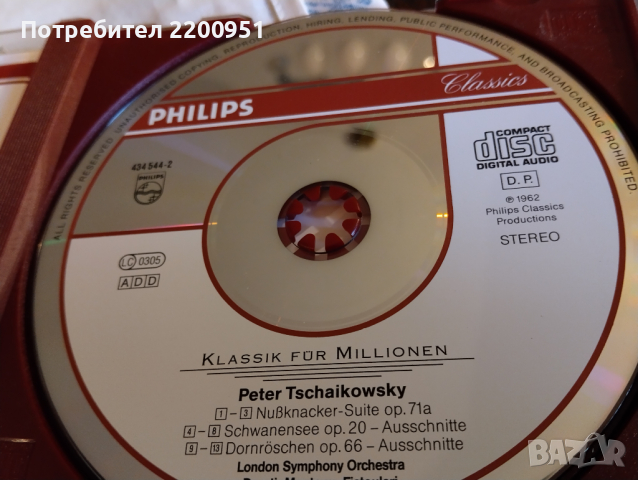 Потребител 2200951
ALL RIGHTS RESERVED. UNAUTHORISED COPYING, REPRODUCTION, HIRING, LENDING, PUBLIC PERFORMANCE AND BROADCASTING PROHIBITED.
PHILIPS
Classics
434 544-2
PHILIPS
COMPACT
disc
DIGITAL AUDIO
D.P.
℗ 1962
Philips Classics
Productions
STEREO
LC 0305
ADD
KLASSIK FÜR MILLIONEN
Peter Tschaikowsky
1 - 3 Nußknacker-Suite op. 71a
4 - 8 Schwanensee op. 20 – Ausschnitte
9 - 13 Dornröschen op. 66 – Ausschnitte
London Symphony Orchestra
BAZAR